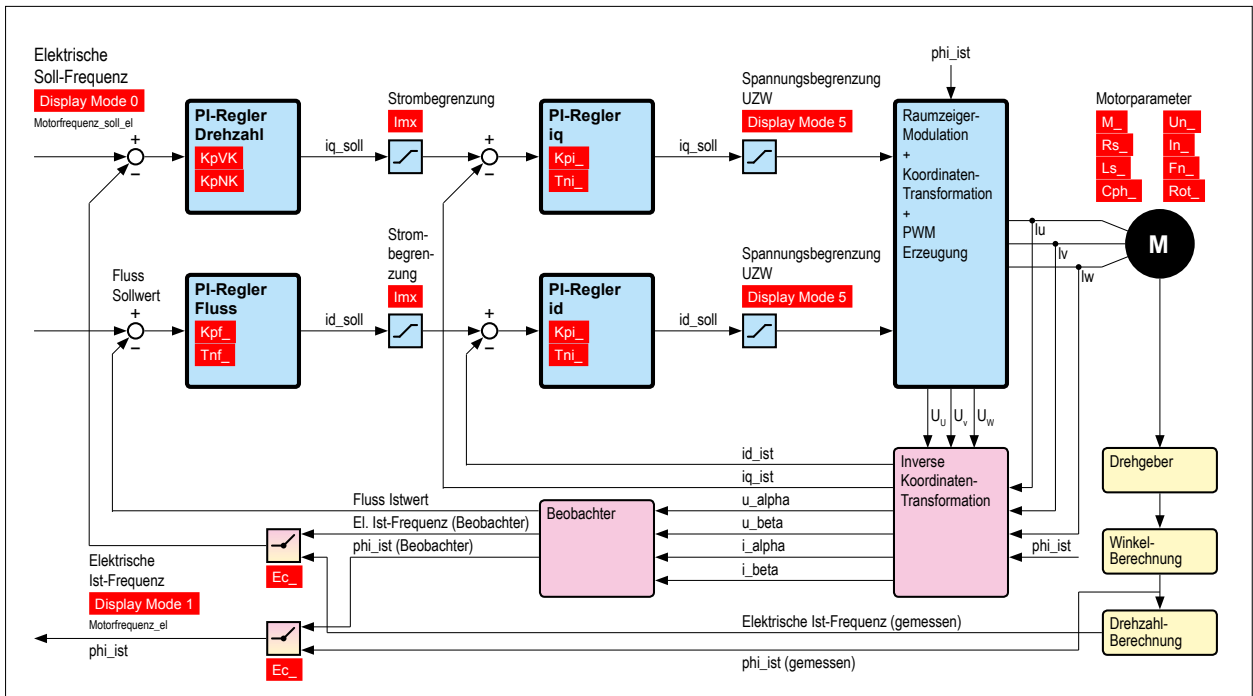 Elektrische
Soll-Frequenz
Display Mode 0
Motorfrequenz_soll_el
+
−
PI-Regler
Drehzahl
KpVK
KpNK
iq_soll
Strombegrenzung
Imx
+
−
PI-Regler
iq
Kpi_
Tni_
iq_soll
Spannungsbegrenzung
UZW
Display Mode 5
phi_ist
Raumzeiger-
Modulation
+
Koordinaten-
Transformation
+
PWM
Erzeugung
Motorparameter
M_
Un_
Rs_
In_
Ls_
Fn_
Cph_
Rot_
Iu
Iv
Iw
M
Fluss
Sollwert
+
−
PI-Regler
Fluss
Kpf_
Tnf_
id_soll
Strom-
begren-
zung
Imx
+
−
PI-Regler
id
Kpi_
Tni_
id_soll
Spannungsbegrenzung
UZW
Display Mode 5
UU
Uv
UW
id_ist
iq_ist
Inverse
Koordinaten-
Transformation
phi_ist
Drehgeber
Winkel-
Berechnung
Drehzahl-
Berechnung
Fluss Istwert
El. Ist-Frequenz (Beobachter)
phi_ist (Beobachter)
Beobachter
u_alpha
u_beta
i_alpha
i_beta
Ec_
Elektrische
Ist-Frequenz
Display Mode 1
Motorfrequenz_el
phi_ist
Ec_
Elektrische Ist-Frequenz (gemessen)
phi_ist (gemessen)